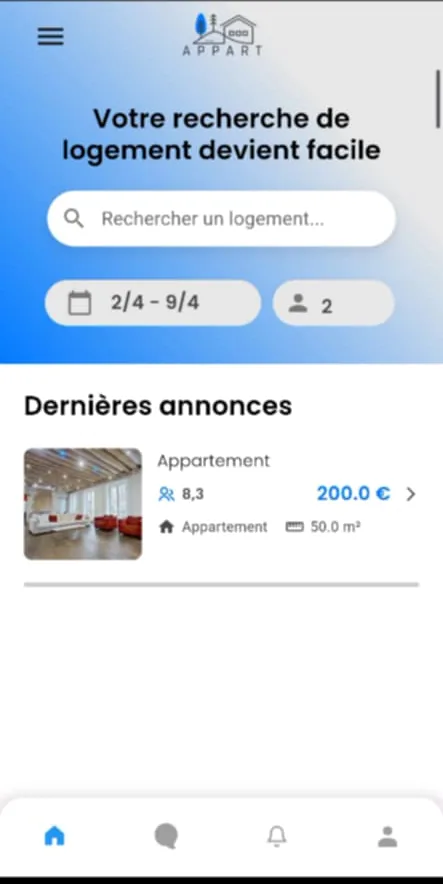 APPART
Votre recherche de
logement devient facile
Rechercher un logement...
2/4 - 9/4
2
Dernières annonces
Appartement
8,3
200.0 €
Appartement
50.0 m²